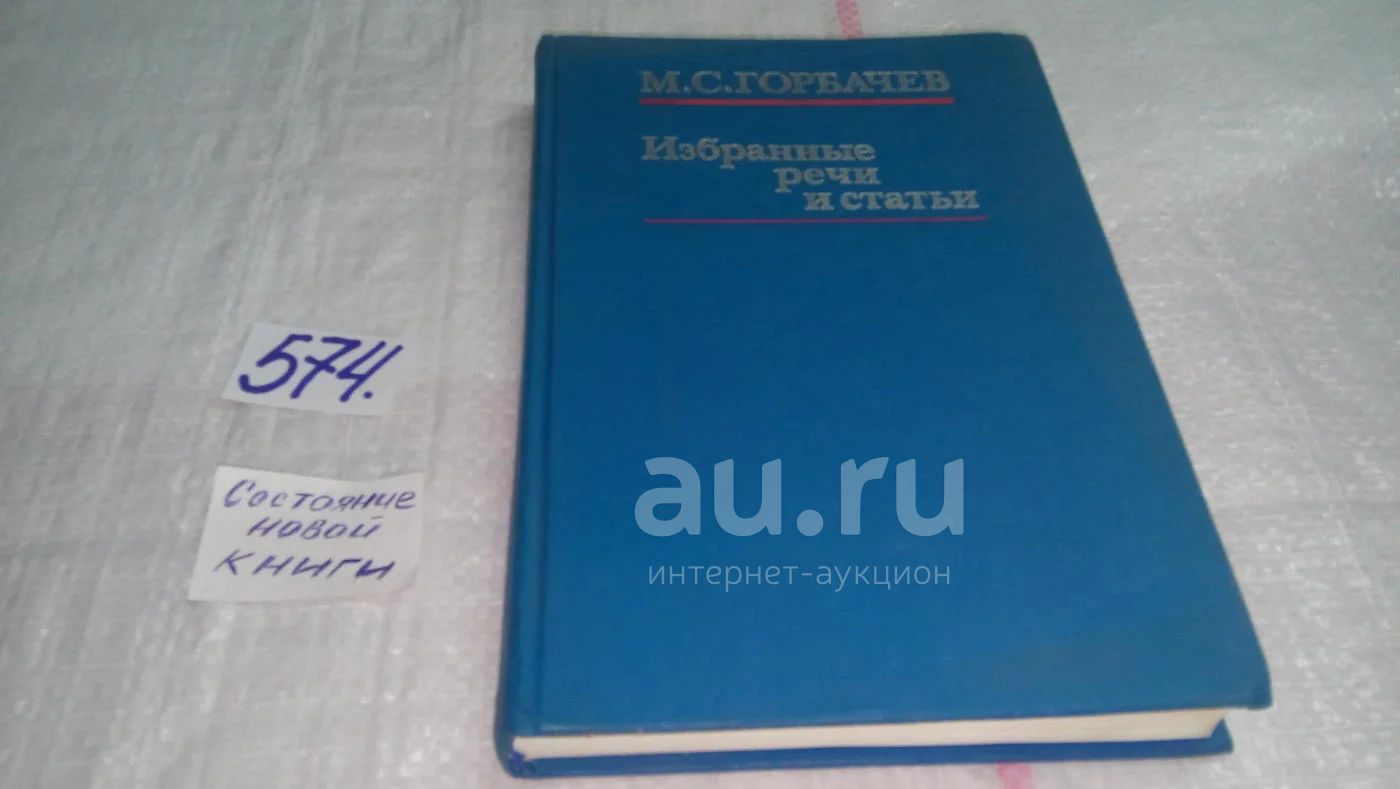 М.С.ГОРБАЧЕВ
Избранные
речи
и статьи
574.
Состояние
новой
книги
au.ru
интернет-аукцион